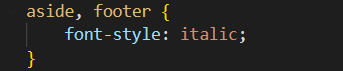 aside, footer {
    font-style: italic;
}